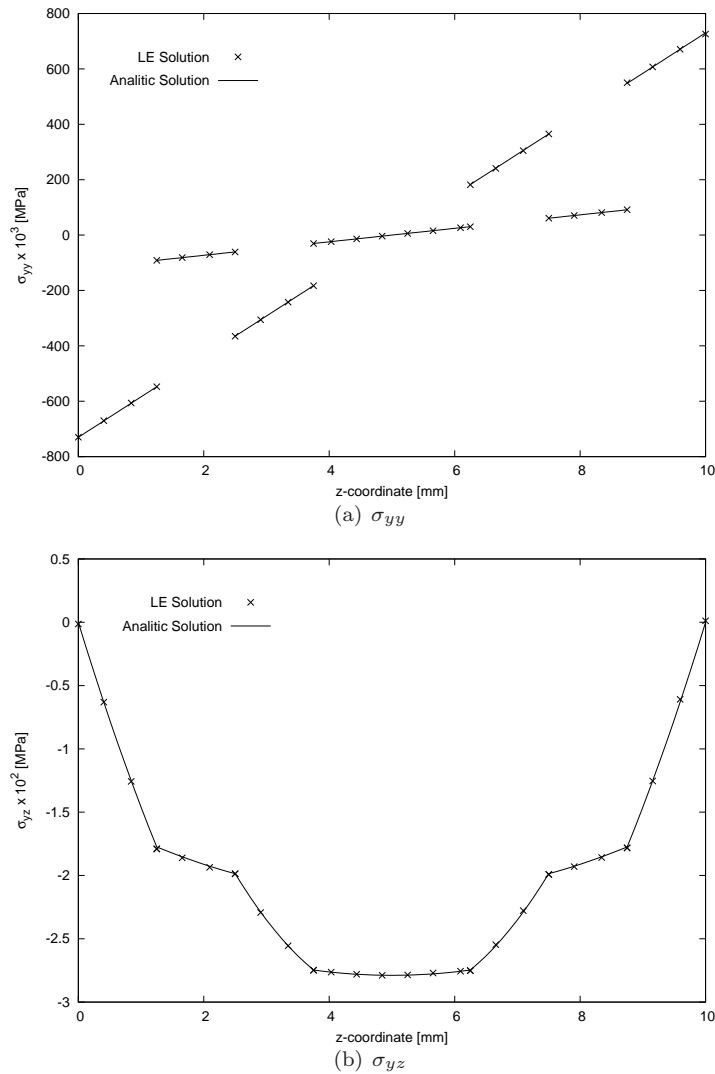 800
600
400
200
0
-200
-400
-600
-800
0 2 4 6 8 10
LE Solution
Analitic Solution
σyy x 10³ [MPa]
z-coordinate [mm]
(a) σyy
0.5
0
-0.5
-1
-1.5
-2
-2.5
-3
0 2 4 6 8 10
LE Solution
Analitic Solution
σyz x 10² [MPa]
z-coordinate [mm]
(b) σyz